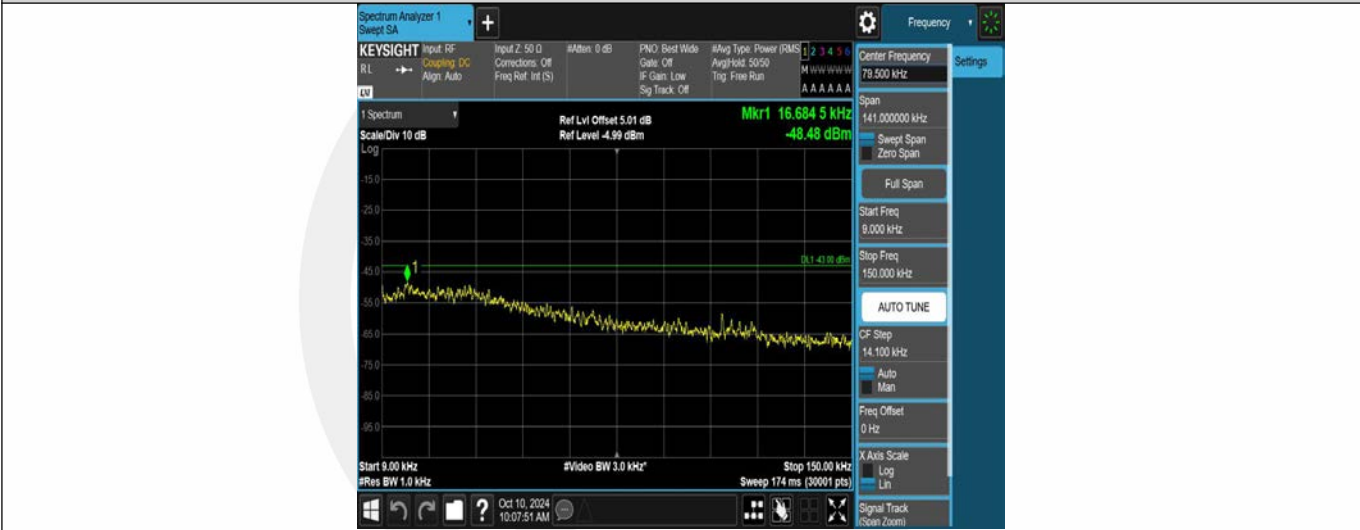 Spectrum Analyzer 1
Swept SA
+
Frequency
KEYSIGHT
RL
Input: RF
Coupling: DC
Align: Auto
Input Z: 50 Ω
Corrections: Off
Freq Ref: Int (S)
#Atten: 0 dB
PNO: Best Wide
Gate: Off
IF Gain: Low
Sig Track: Off
#Avg Type: Power (RMS
Avg|Hold: 50/50
Trig: Free Run
1 2 3 4 5 6
M W W W W W
A A A A A A
1 Spectrum
Scale/Div 10 dB
Log
Ref Lvl Offset 5.01 dB
Ref Level -4.99 dBm
Mkr1 16.684 5 kHz
-48.48 dBm
-15.0
-25.0
-35.0
DL1 -43.00 dBm
-45.0
1
-55.0
-65.0
-75.0
-85.0
-95.0
Start 9.00 kHz
#Res BW 1.0 kHz
#Video BW 3.0 kHz*
Stop 150.00 kHz
Sweep 174 ms (30001 pts)
?
Oct 10, 2024
10:07:51 AM
Center Frequency
79.500 kHz
Settings
Span
141.000000 kHz
Swept Span
Zero Span
Full Span
Start Freq
9.000 kHz
Stop Freq
150.000 kHz
AUTO TUNE
CF Step
14.100 kHz
Auto
Man
Freq Offset
0 Hz
X Axis Scale
Log
Lin
Signal Track
(Span Zoom)